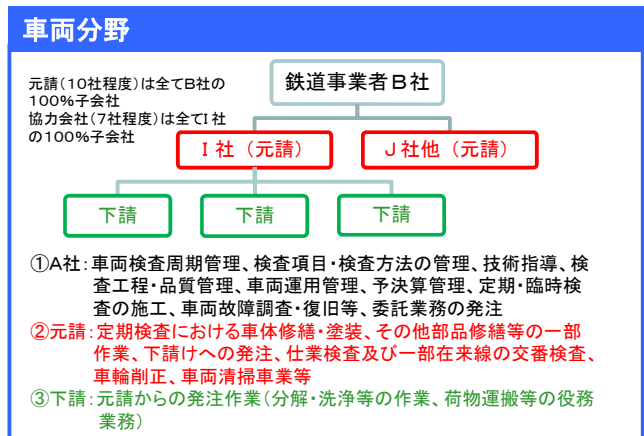 車両分野
元請(10社程度)は全てB社の
100%子会社
協力会社(7社程度)は全てI社
の100%子会社
鉄道事業者B社
I社(元請)
J社他(元請)
下請
下請
下請
①A社:車両検査周期管理、検査項目・検査方法の管理、技術指導、検
査工程・品質管理、車両運用管理、予決算管理、定期・臨時検
査の施工、車両故障調査・復旧等、委託業務の発注
②元請:定期検査における車体修繕・塗装、その他部品修繕等の一部
作業、下請けへの発注、仕業検査及び一部在来線の交番検査、
車輪削正、車両清掃車業等
③下請:元請からの発注作業(分解・洗浄等の作業、荷物運搬等の役務
業務)